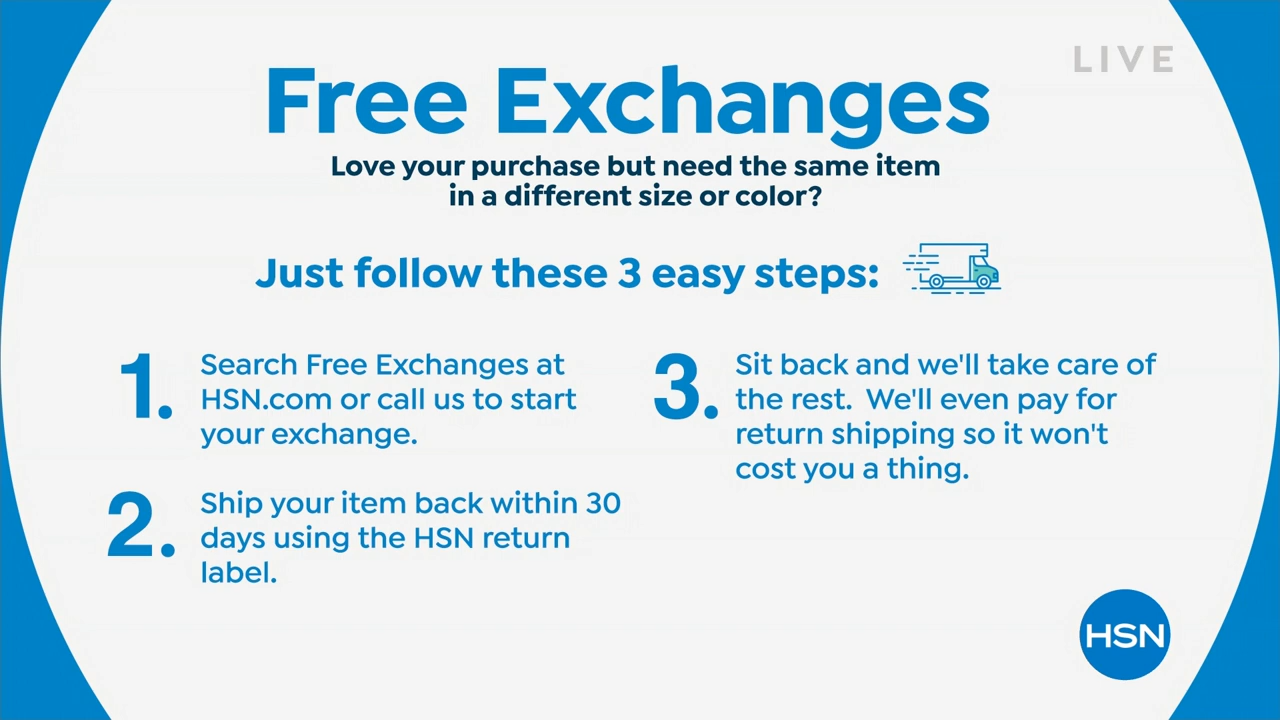 LIVE
Free Exchanges
Love your purchase but need the same item
in a different size or color?
Just follow these 3 easy steps:
1. Search Free Exchanges at
HSN.com or call us to start
your exchange.
2. Ship your item back within 30
days using the HSN return
label.
3. Sit back and we'll take care of
the rest.  We'll even pay for
return shipping so it won't
cost you a thing.
HSN